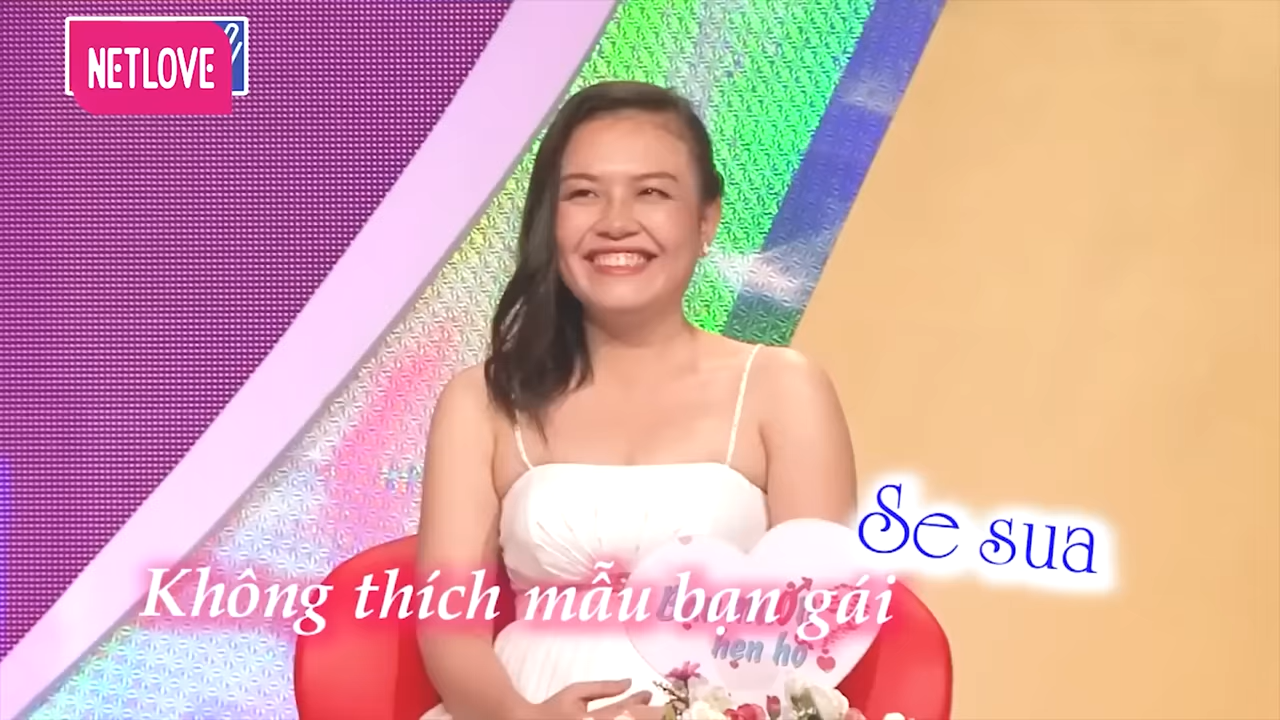 NETLOVE
Se sua
Không thích mẫu bạn gái
hẹn hò